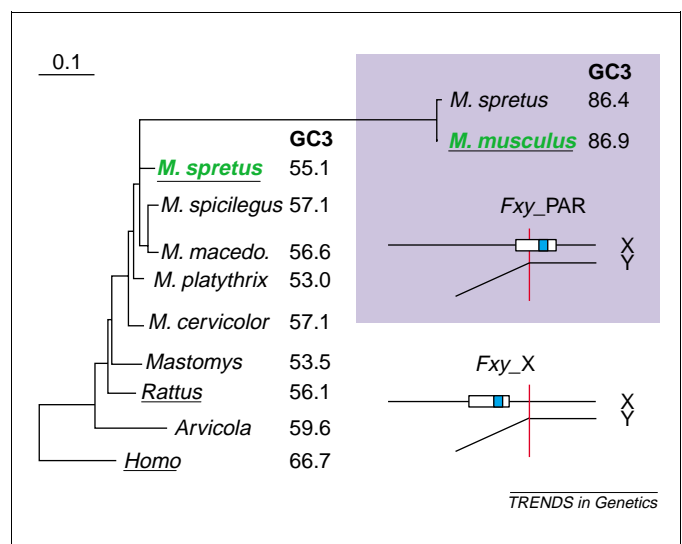 0.1
GC3
M. spretus 86.4
M. musculus 86.9
GC3
M. spretus 55.1
M. spicilegus 57.1
M. macedo. 56.6
M. platythrix 53.0
M. cervicolor 57.1
Mastomys 53.5
Rattus 56.1
Arvicola 59.6
Homo 66.7
Fxy_PAR
X
Y
Fxy_X
X
Y
TRENDS in Genetics